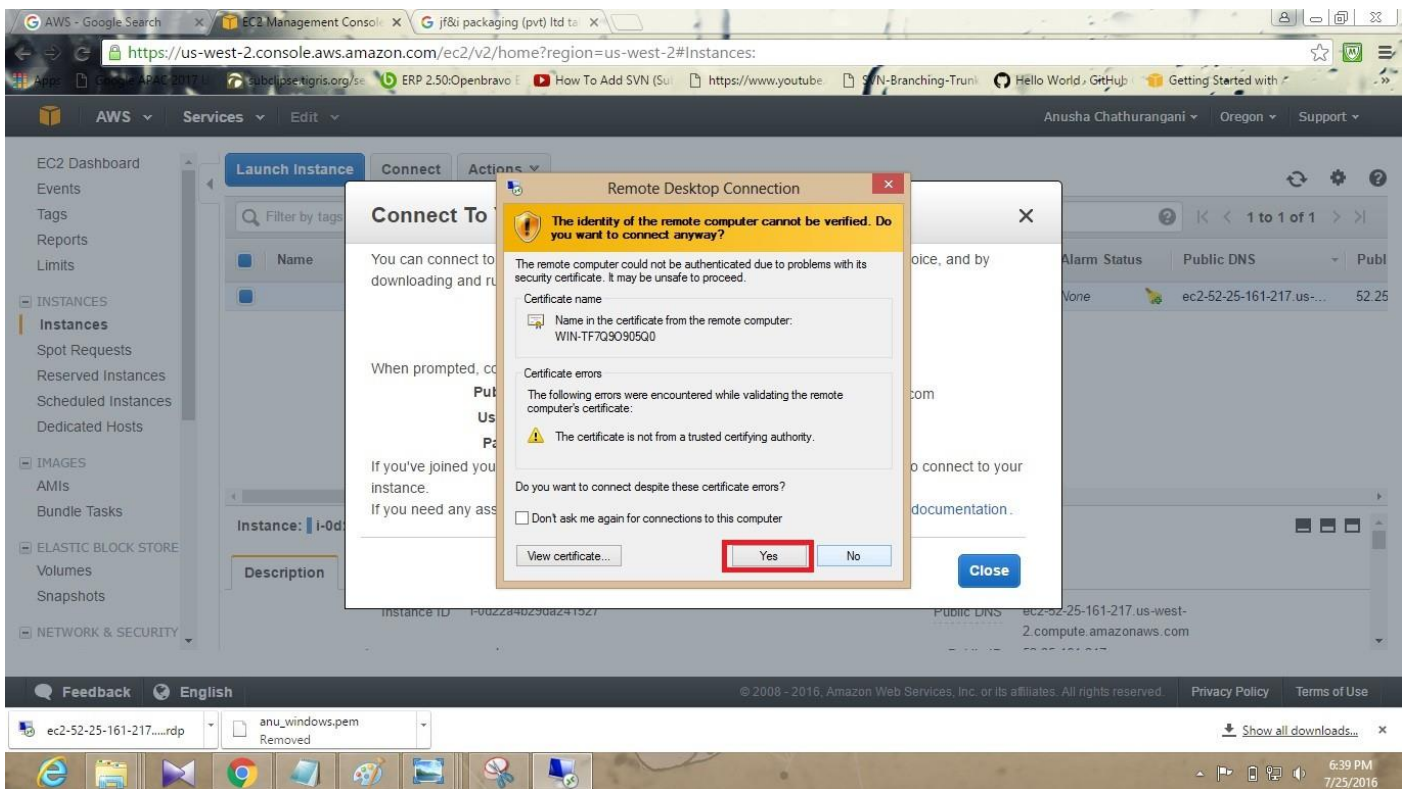 AWS - Google Search
EC2 Management Consol
jf&i packaging (pvt) ltd ta
https://us-west-2.console.aws.amazon.com/ec2/v2/home?region=us-west-2#Instances:
Apps
Google APAC 2017
subclipse.tigris.org/se
ERP 2.50:Openbravo E
How To Add SVN (Su
https://www.youtube.
SVN-Branching-Trunk
Hello World · GitHub
Getting Started with
AWS
Services
Edit
Anusha Chathurangani
Oregon
Support
EC2 Dashboard
Events
Tags
Reports
Limits
INSTANCES
Instances
Spot Requests
Reserved Instances
Scheduled Instances
Dedicated Hosts
IMAGES
AMIs
Bundle Tasks
ELASTIC BLOCK STORE
Volumes
Snapshots
NETWORK & SECURITY
Launch Instance
Connect
Actions
Filter by tags
1 to 1 of 1
Name
Alarm Status
Public DNS
Publ
None
ec2-52-25-161-217.us-...
52.25
Connect To
You can connect to
oice, and by
downloading and ru
When prompted, co
Pub
com
Us
Pa
If you've joined you
o connect to your
instance.
If you need any ass
documentation.
Close
Remote Desktop Connection
The identity of the remote computer cannot be verified. Do
you want to connect anyway?
The remote computer could not be authenticated due to problems with its
security certificate. It may be unsafe to proceed.
Certificate name
Name in the certificate from the remote computer:
WIN-TF7Q9O905Q0
Certificate errors
The following errors were encountered while validating the remote
computer's certificate:
The certificate is not from a trusted certifying authority.
Do you want to connect despite these certificate errors?
Don't ask me again for connections to this computer
View certificate...
Yes
No
Instance:
i-0d
Description
Instance ID
i-0d22a4b29da241527
Public DNS
ec2-52-25-161-217.us-west-
2.compute.amazonaws.com
Feedback
English
© 2008 - 2016, Amazon Web Services, Inc. or its affiliates. All rights reserved.
Privacy Policy
Terms of Use
ec2-52-25-161-217.....rdp
anu_windows.pem
Removed
Show all downloads...
6:39 PM
7/25/2016